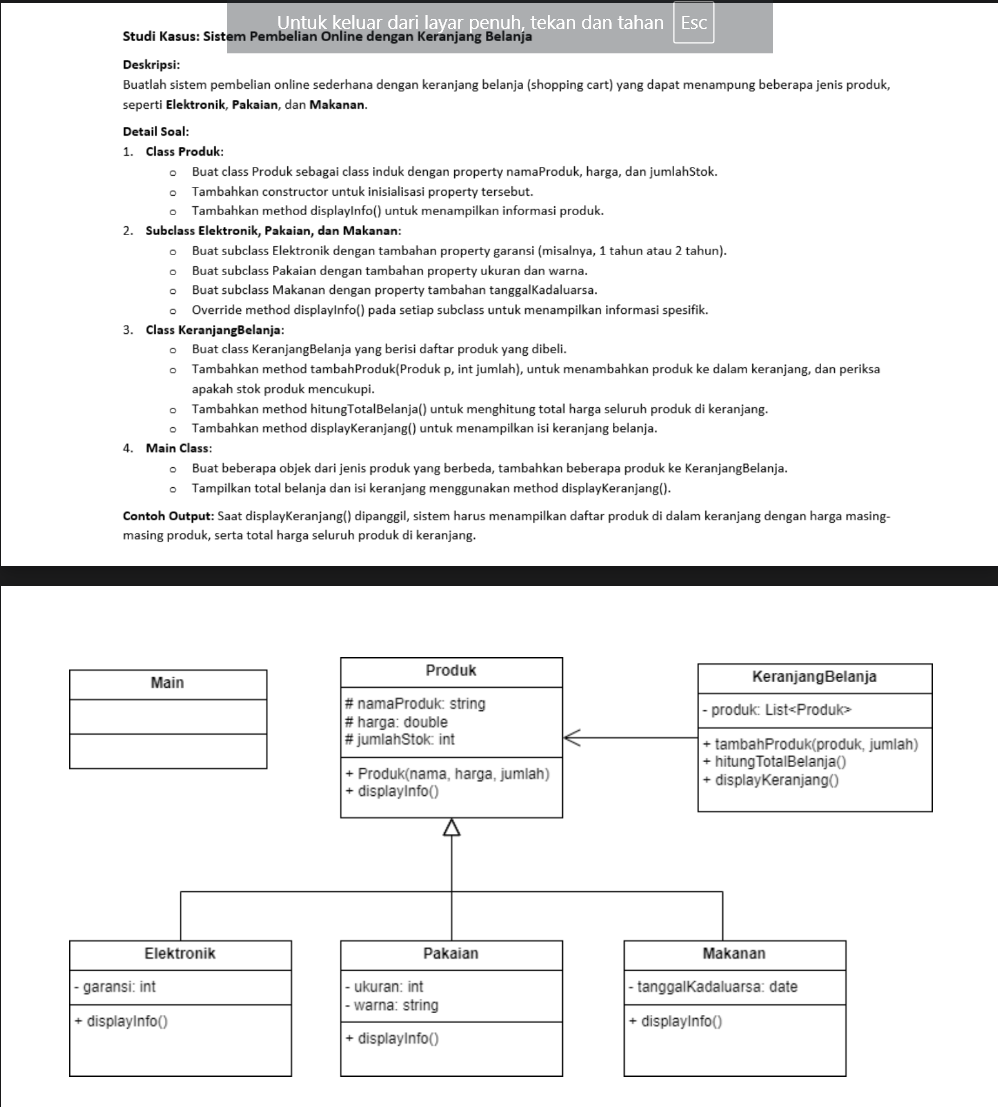 Untuk keluar dari layar penuh, tekan dan tahan Esc
Studi Kasus: Sistem Pembelian Online dengan Keranjang Belanja
Deskripsi:
Buatlah sistem pembelian online sederhana dengan keranjang belanja (shopping cart) yang dapat menampung beberapa jenis produk,
seperti Elektronik, Pakaian, dan Makanan.
Detail Soal:
1. Class Produk:
o Buat class Produk sebagai class induk dengan property namaProduk, harga, dan jumlahStok.
o Tambahkan constructor untuk inisialisasi property tersebut.
o Tambahkan method displayInfo() untuk menampilkan informasi produk.
2. Subclass Elektronik, Pakaian, dan Makanan:
o Buat subclass Elektronik dengan tambahan property garansi (misalnya, 1 tahun atau 2 tahun).
o Buat subclass Pakaian dengan tambahan property ukuran dan warna.
o Buat subclass Makanan dengan property tambahan tanggalKadaluarsa.
o Override method displayInfo() pada setiap subclass untuk menampilkan informasi spesifik.
3. Class KeranjangBelanja:
o Buat class KeranjangBelanja yang berisi daftar produk yang dibeli.
o Tambahkan method tambahProduk(Produk p, int jumlah), untuk menambahkan produk ke dalam keranjang, dan periksa
apakah stok produk mencukupi.
o Tambahkan method hitungTotalBelanja() untuk menghitung total harga seluruh produk di keranjang.
o Tambahkan method displayKeranjang() untuk menampilkan isi keranjang belanja.
4. Main Class:
o Buat beberapa objek dari jenis produk yang berbeda, tambahkan beberapa produk ke KeranjangBelanja.
o Tampilkan total belanja dan isi keranjang menggunakan method displayKeranjang().
Contoh Output: Saat displayKeranjang() dipanggil, sistem harus menampilkan daftar produk di dalam keranjang dengan harga masing-
masing produk, serta total harga seluruh produk di keranjang.
Main
Produk
# namaProduk: string
# harga: double
# jumlahStok: int
+ Produk(nama, harga, jumlah)
+ displayInfo()
KeranjangBelanja
- produk: List<Produk>
+ tambahProduk(produk, jumlah)
+ hitungTotalBelanja()
+ displayKeranjang()
Elektronik
- garansi: int
+ displayInfo()
Pakaian
- ukuran: int
- warna: string
+ displayInfo()
Makanan
- tanggalKadaluarsa: date
+ displayInfo()